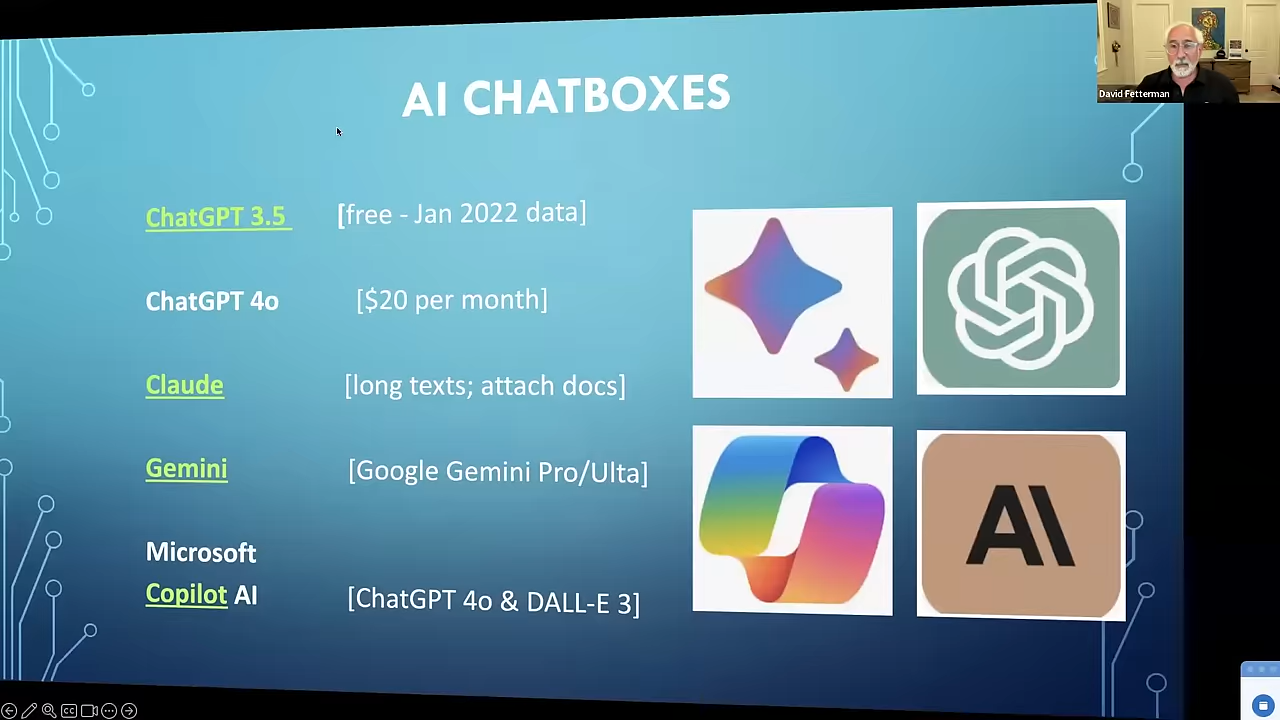 AI CHATBOXES
David Fetterman
ChatGPT 3.5 [free - Jan 2022 data]
ChatGPT 4o [$20 per month]
Claude [long texts; attach docs]
Gemini [Google Gemini Pro/Ulta]
Microsoft
Copilot AI [ChatGPT 4o & DALL-E 3]
AI
CC